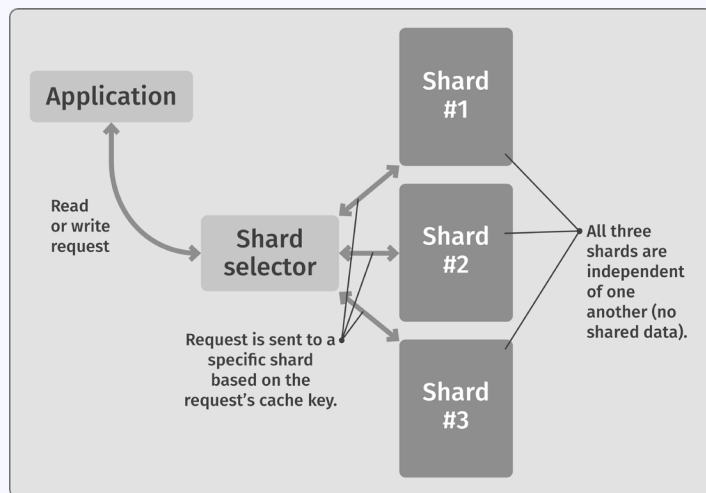 Application
Read
or write
request
Shard
selector
Request is sent to a
specific shard
based on the
request’s cache key.
Shard
#1
Shard
#2
Shard
#3
All three
shards are
independent
of one
another (no
shared data).